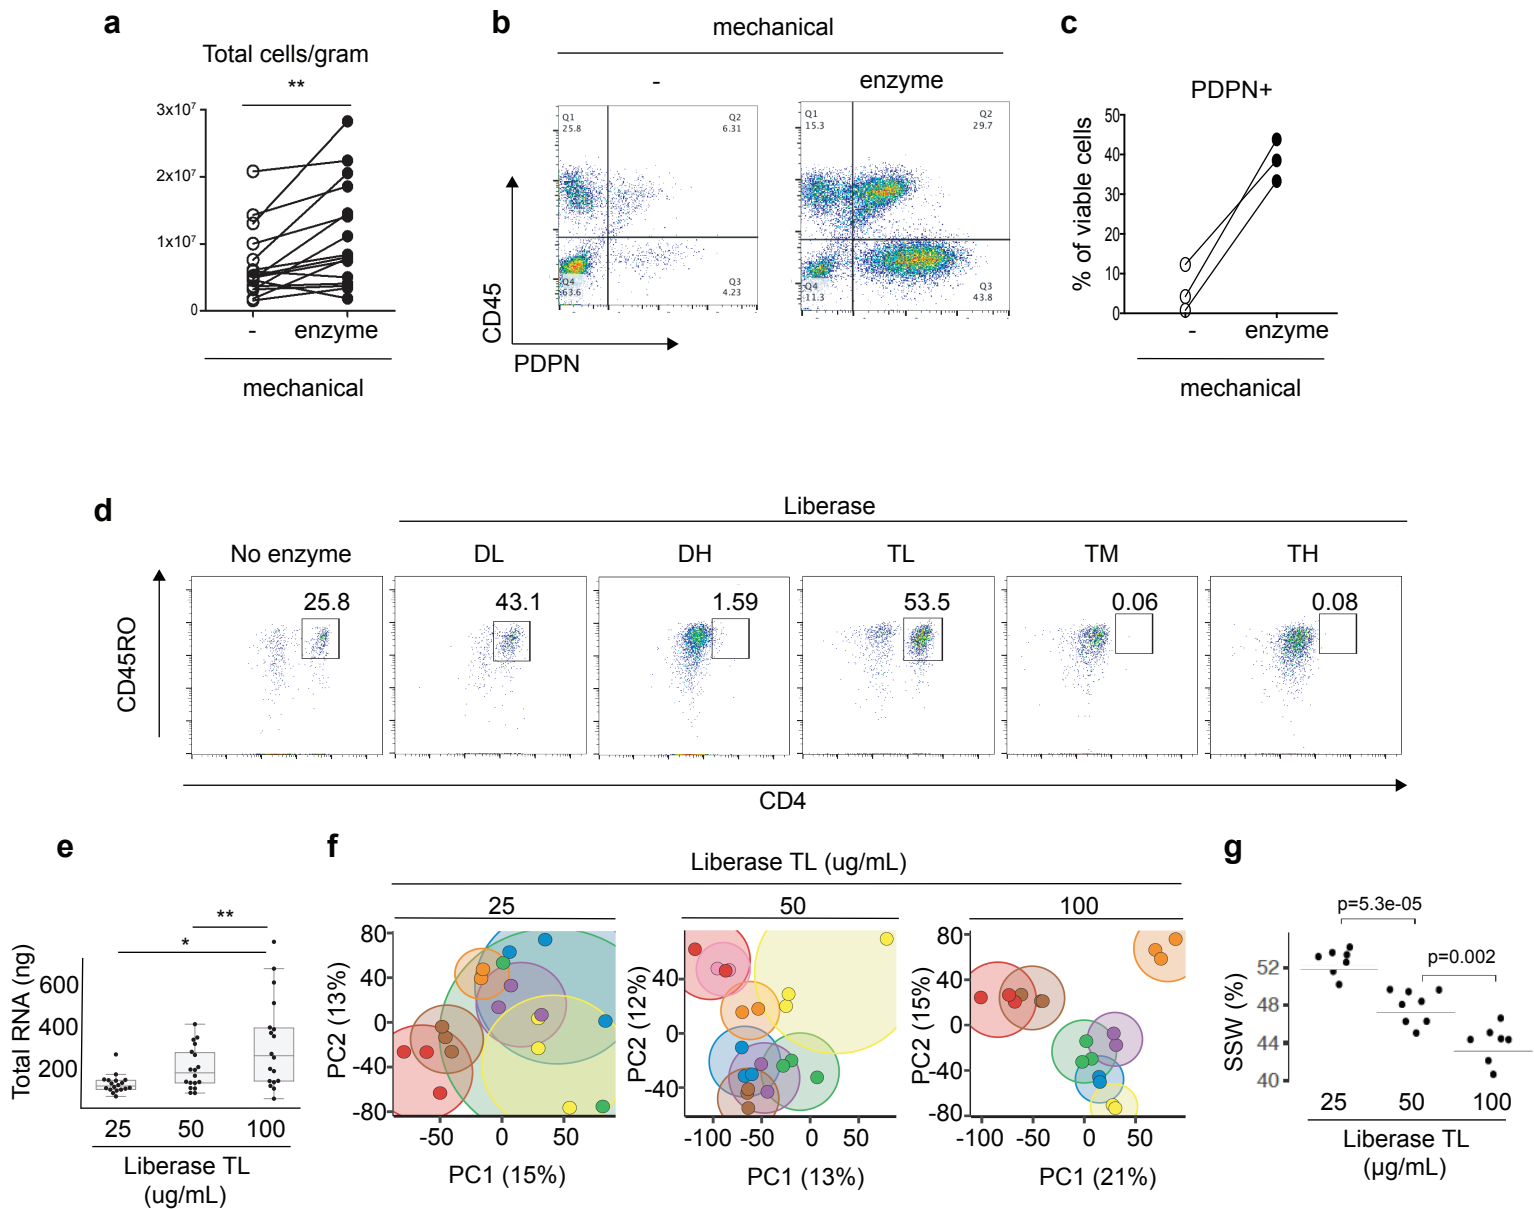 a
Total cells/gram
**
3x10⁷
2x10⁷
1x10⁷
0
- enzyme
mechanical
b
mechanical
- enzyme
Q1
25.8
Q2
6.31
Q4
63.6
Q3
4.23
Q1
15.3
Q2
29.7
Q4
11.3
Q3
43.8
CD45
PDPN
c
PDPN+
% of viable cells
50
40
30
20
10
0
- enzyme
mechanical
d
Liberase
No enzyme DL DH TL TM TH
25.8 43.1 1.59 53.5 0.06 0.08
CD45RO
CD4
e
**
*
Total RNA (ng)
600
400
200
25 50 100
Liberase TL
(ug/mL)
f
Liberase TL (ug/mL)
25 50 100
PC2 (13%)
80
40
0
-40
-80
-50 0 50
PC1 (15%)
PC2 (12%)
40
0
-40
-100 -50 0 50
PC1 (13%)
PC2 (15%)
80
40
0
-40
-80
-100 -50 0 50
PC1 (21%)
g
p=5.3e-05
p=0.002
SSW (%)
52
48
44
40
25 50 100
Liberase TL
(µg/mL)